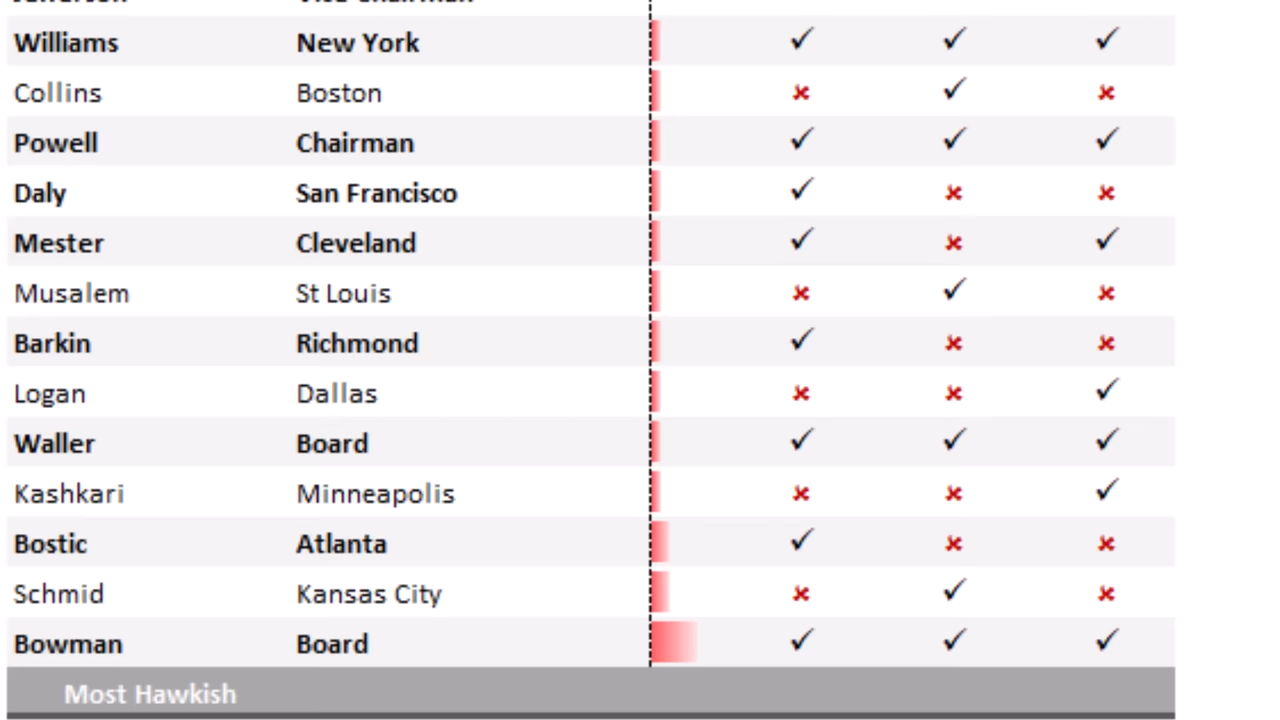 Williams New York ✓ ✓ ✓
Collins Boston ✗ ✓ ✗
Powell Chairman ✓ ✓ ✓
Daly San Francisco ✓ ✗ ✗
Mester Cleveland ✓ ✗ ✓
Musalem St Louis ✗ ✓ ✗
Barkin Richmond ✓ ✗ ✗
Logan Dallas ✗ ✗ ✓
Waller Board ✓ ✓ ✓
Kashkari Minneapolis ✗ ✗ ✓
Bostic Atlanta ✓ ✗ ✗
Schmid Kansas City ✗ ✓ ✗
Bowman Board ✓ ✓ ✓
Most Hawkish